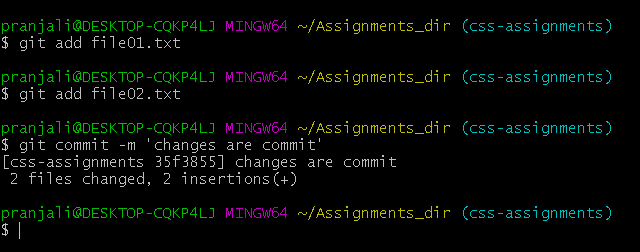 pranjali@DESKTOP-CQKP4LJ MINGW64 ~/Assignments_dir (css-assignments)
$ git add file01.txt
pranjali@DESKTOP-CQKP4LJ MINGW64 ~/Assignments_dir (css-assignments)
$ git add file02.txt
pranjali@DESKTOP-CQKP4LJ MINGW64 ~/Assignments_dir (css-assignments)
$ git commit -m 'changes are commit'
[css-assignments 35f3855] changes are commit
 2 files changed, 2 insertions(+)
pranjali@DESKTOP-CQKP4LJ MINGW64 ~/Assignments_dir (css-assignments)
$